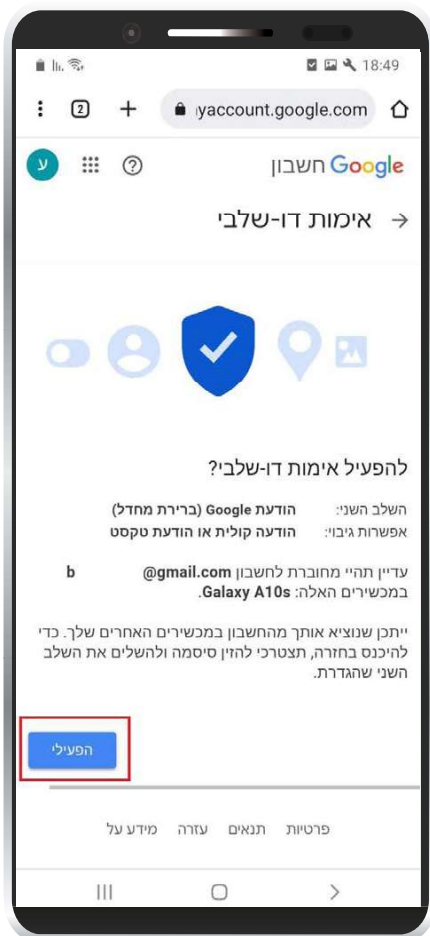 18:49
2
yaccount.google.com
ע
Google חשבון
אימות דו-שלבי
להפעיל אימות דו-שלבי?
השלב השני: הודעת Google (ברירת מחדל)
אפשרות גיבוי: הודעה קולית או הודעת טקסט
עדיין תהיי מחוברת לחשבון b @gmail.com
במכשירים האלה: Galaxy A10s.
ייתכן שנוציא אותך מהחשבון במכשירים האחרים שלך. כדי
להיכנס בחזרה, תצטרכי להזין סיסמה ולהשלים את השלב
השני שהגדרת.
הפעילי
פרטיות תנאים עזרה מידע על